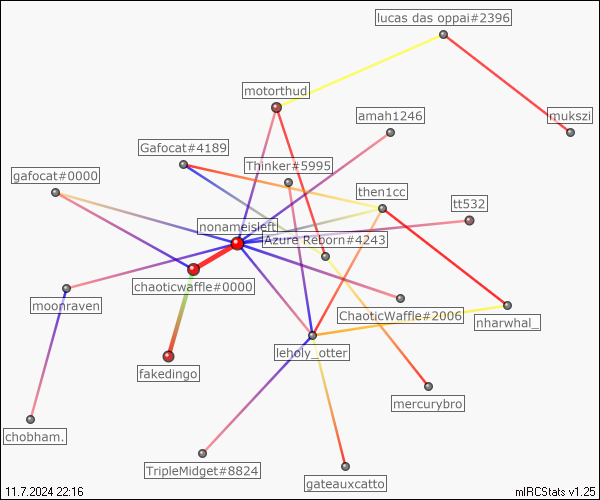 lucas das oppai#2396
motorthud
amah1246
mukszi
Gafocat#4189
Thinker#5995
gafocat#0000
then1cc
tt532
nonameisleft
Azure Reborn#4243
chaoticwaffle#0000
moonraven
ChaoticWaffle#2006
nharwhal_
leholy_otter
fakedingo
mercurybro
chobham.
TripleMidget#8824
gateauxcatto
11.7.2024 22:16
mIRCStats v1.25